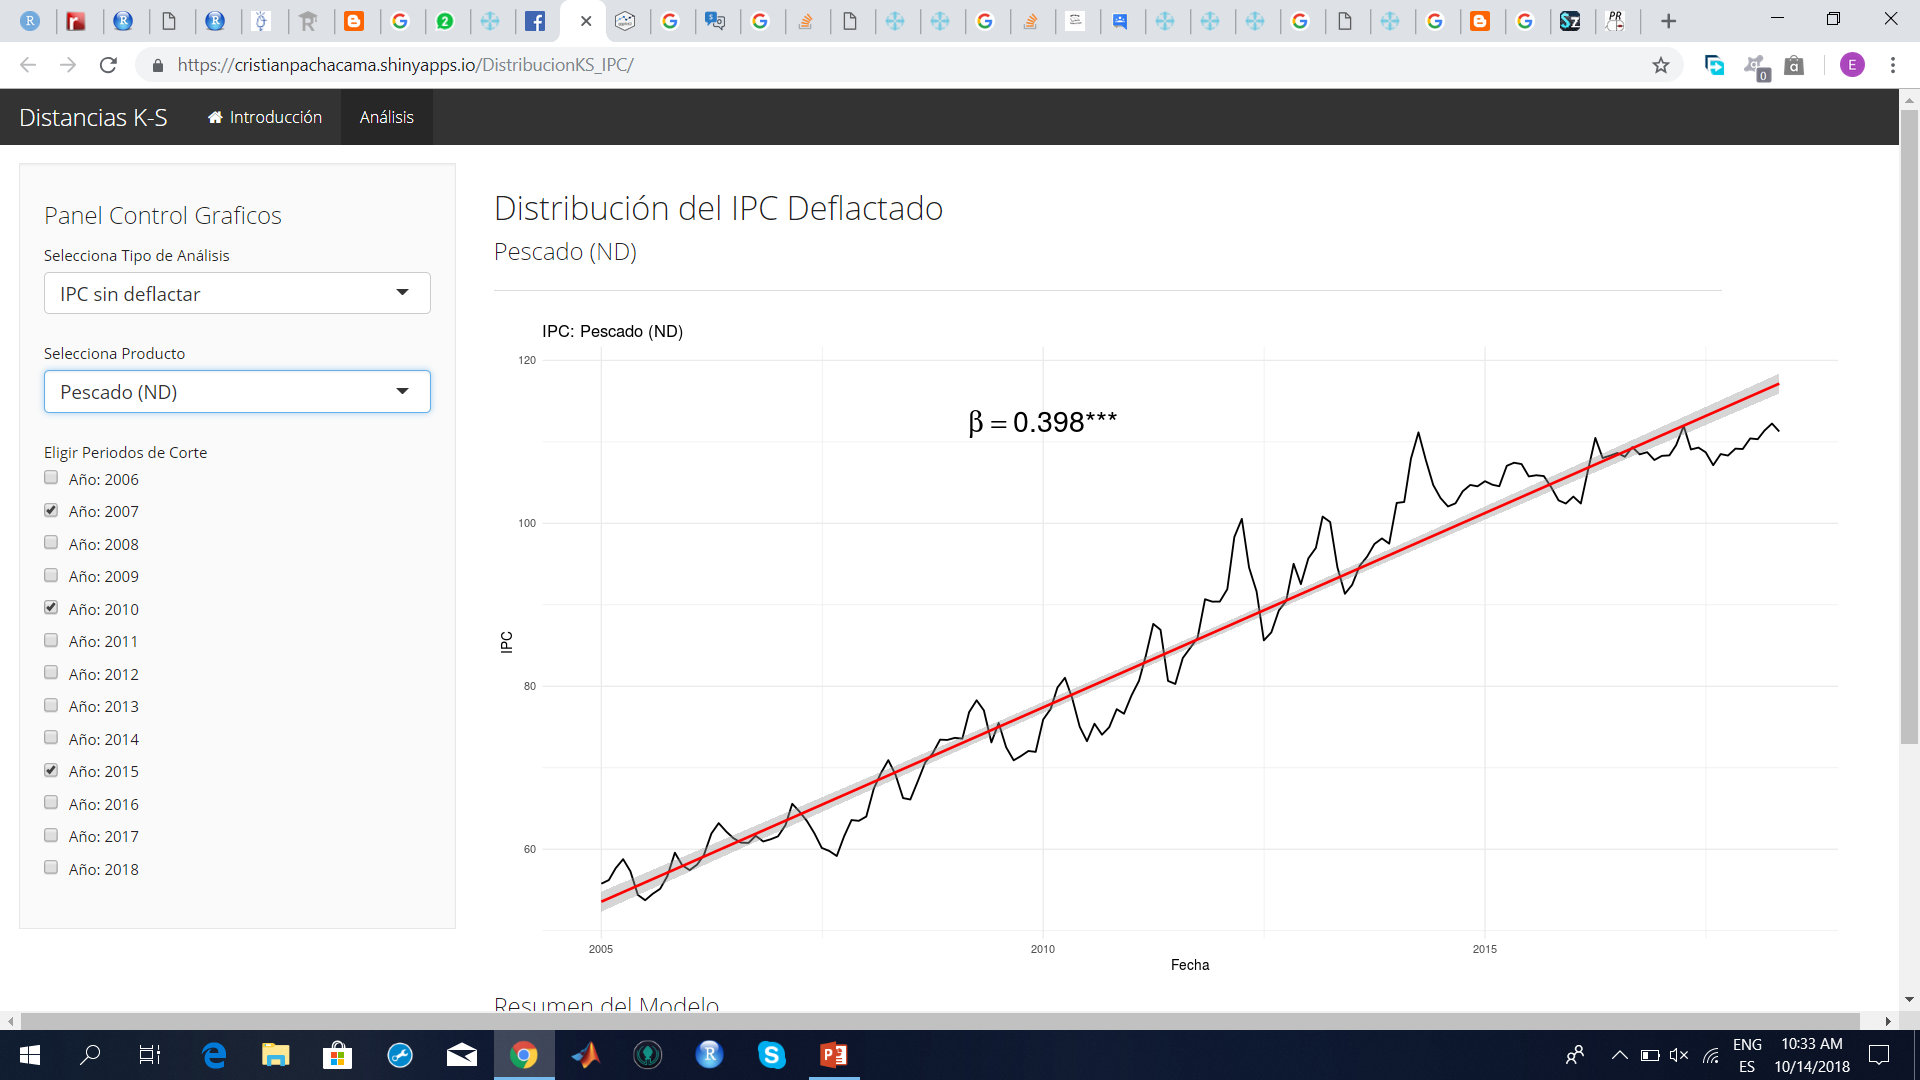 https://cristianpachacama.shinyapps.io/DistribucionKS_IPC/
0
E
Distancias K-S
Introducción
Análisis
Panel Control Graficos
Selecciona Tipo de Análisis
IPC sin deflactar
Selecciona Producto
Pescado (ND)
Eligir Periodos de Corte
Año: 2006
Año: 2007
Año: 2008
Año: 2009
Año: 2010
Año: 2011
Año: 2012
Año: 2013
Año: 2014
Año: 2015
Año: 2016
Año: 2017
Año: 2018
Distribución del IPC Deflactado
Pescado (ND)
IPC: Pescado (ND)
β = 0.398***
120
100
80
60
IPC
2005
2010
2015
Fecha
Resumen del Modelo
ENG
ES
10:33 AM
10/14/2018